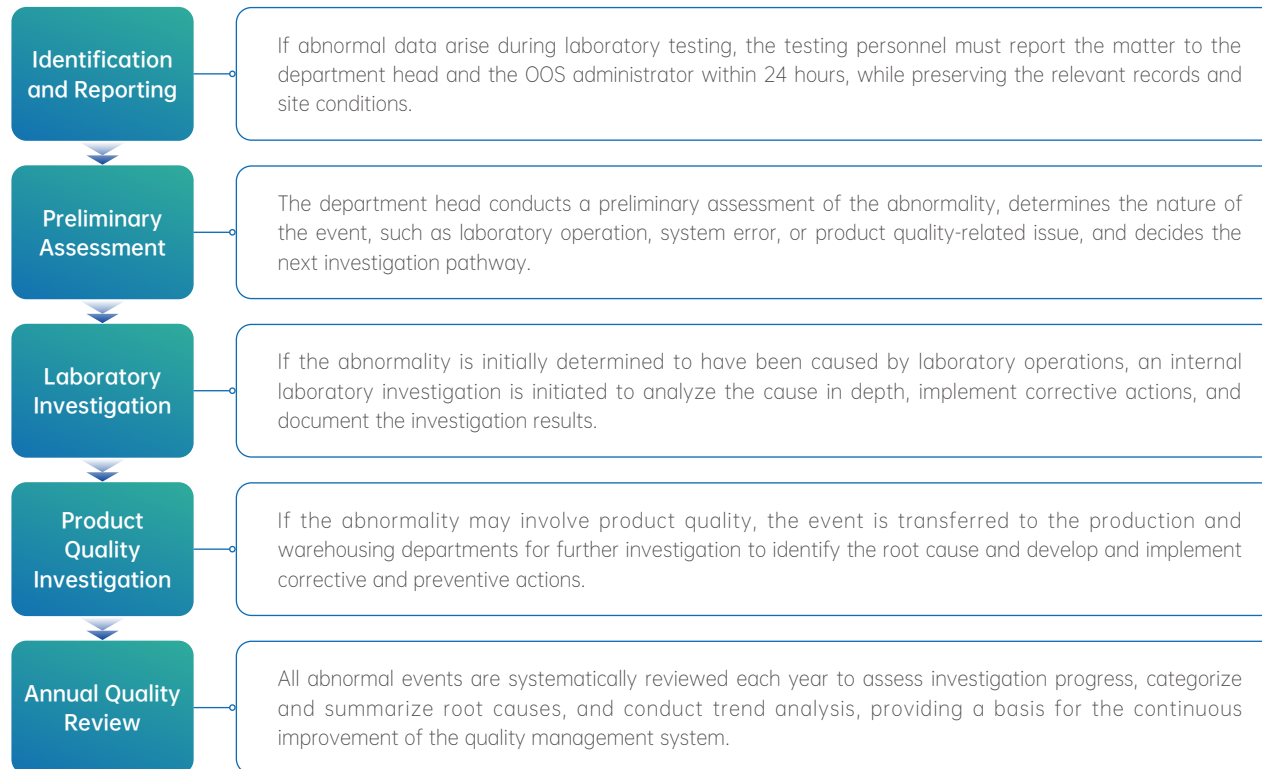 Identification
and Reporting
If abnormal data arise during laboratory testing, the testing personnel must report the matter to the
department head and the OOS administrator within 24 hours, while preserving the relevant records and
site conditions.
Preliminary
Assessment
The department head conducts a preliminary assessment of the abnormality, determines the nature of
the event, such as laboratory operation, system error, or product quality-related issue, and decides the
next investigation pathway.
Laboratory
Investigation
If the abnormality is initially determined to have been caused by laboratory operations, an internal
laboratory investigation is initiated to analyze the cause in depth, implement corrective actions, and
document the investigation results.
Product
Quality
Investigation
If the abnormality may involve product quality, the event is transferred to the production and
warehousing departments for further investigation to identify the root cause and develop and implement
corrective and preventive actions.
Annual Quality
Review
All abnormal events are systematically reviewed each year to assess investigation progress, categorize
and summarize root causes, and conduct trend analysis, providing a basis for the continuous
improvement of the quality management system.